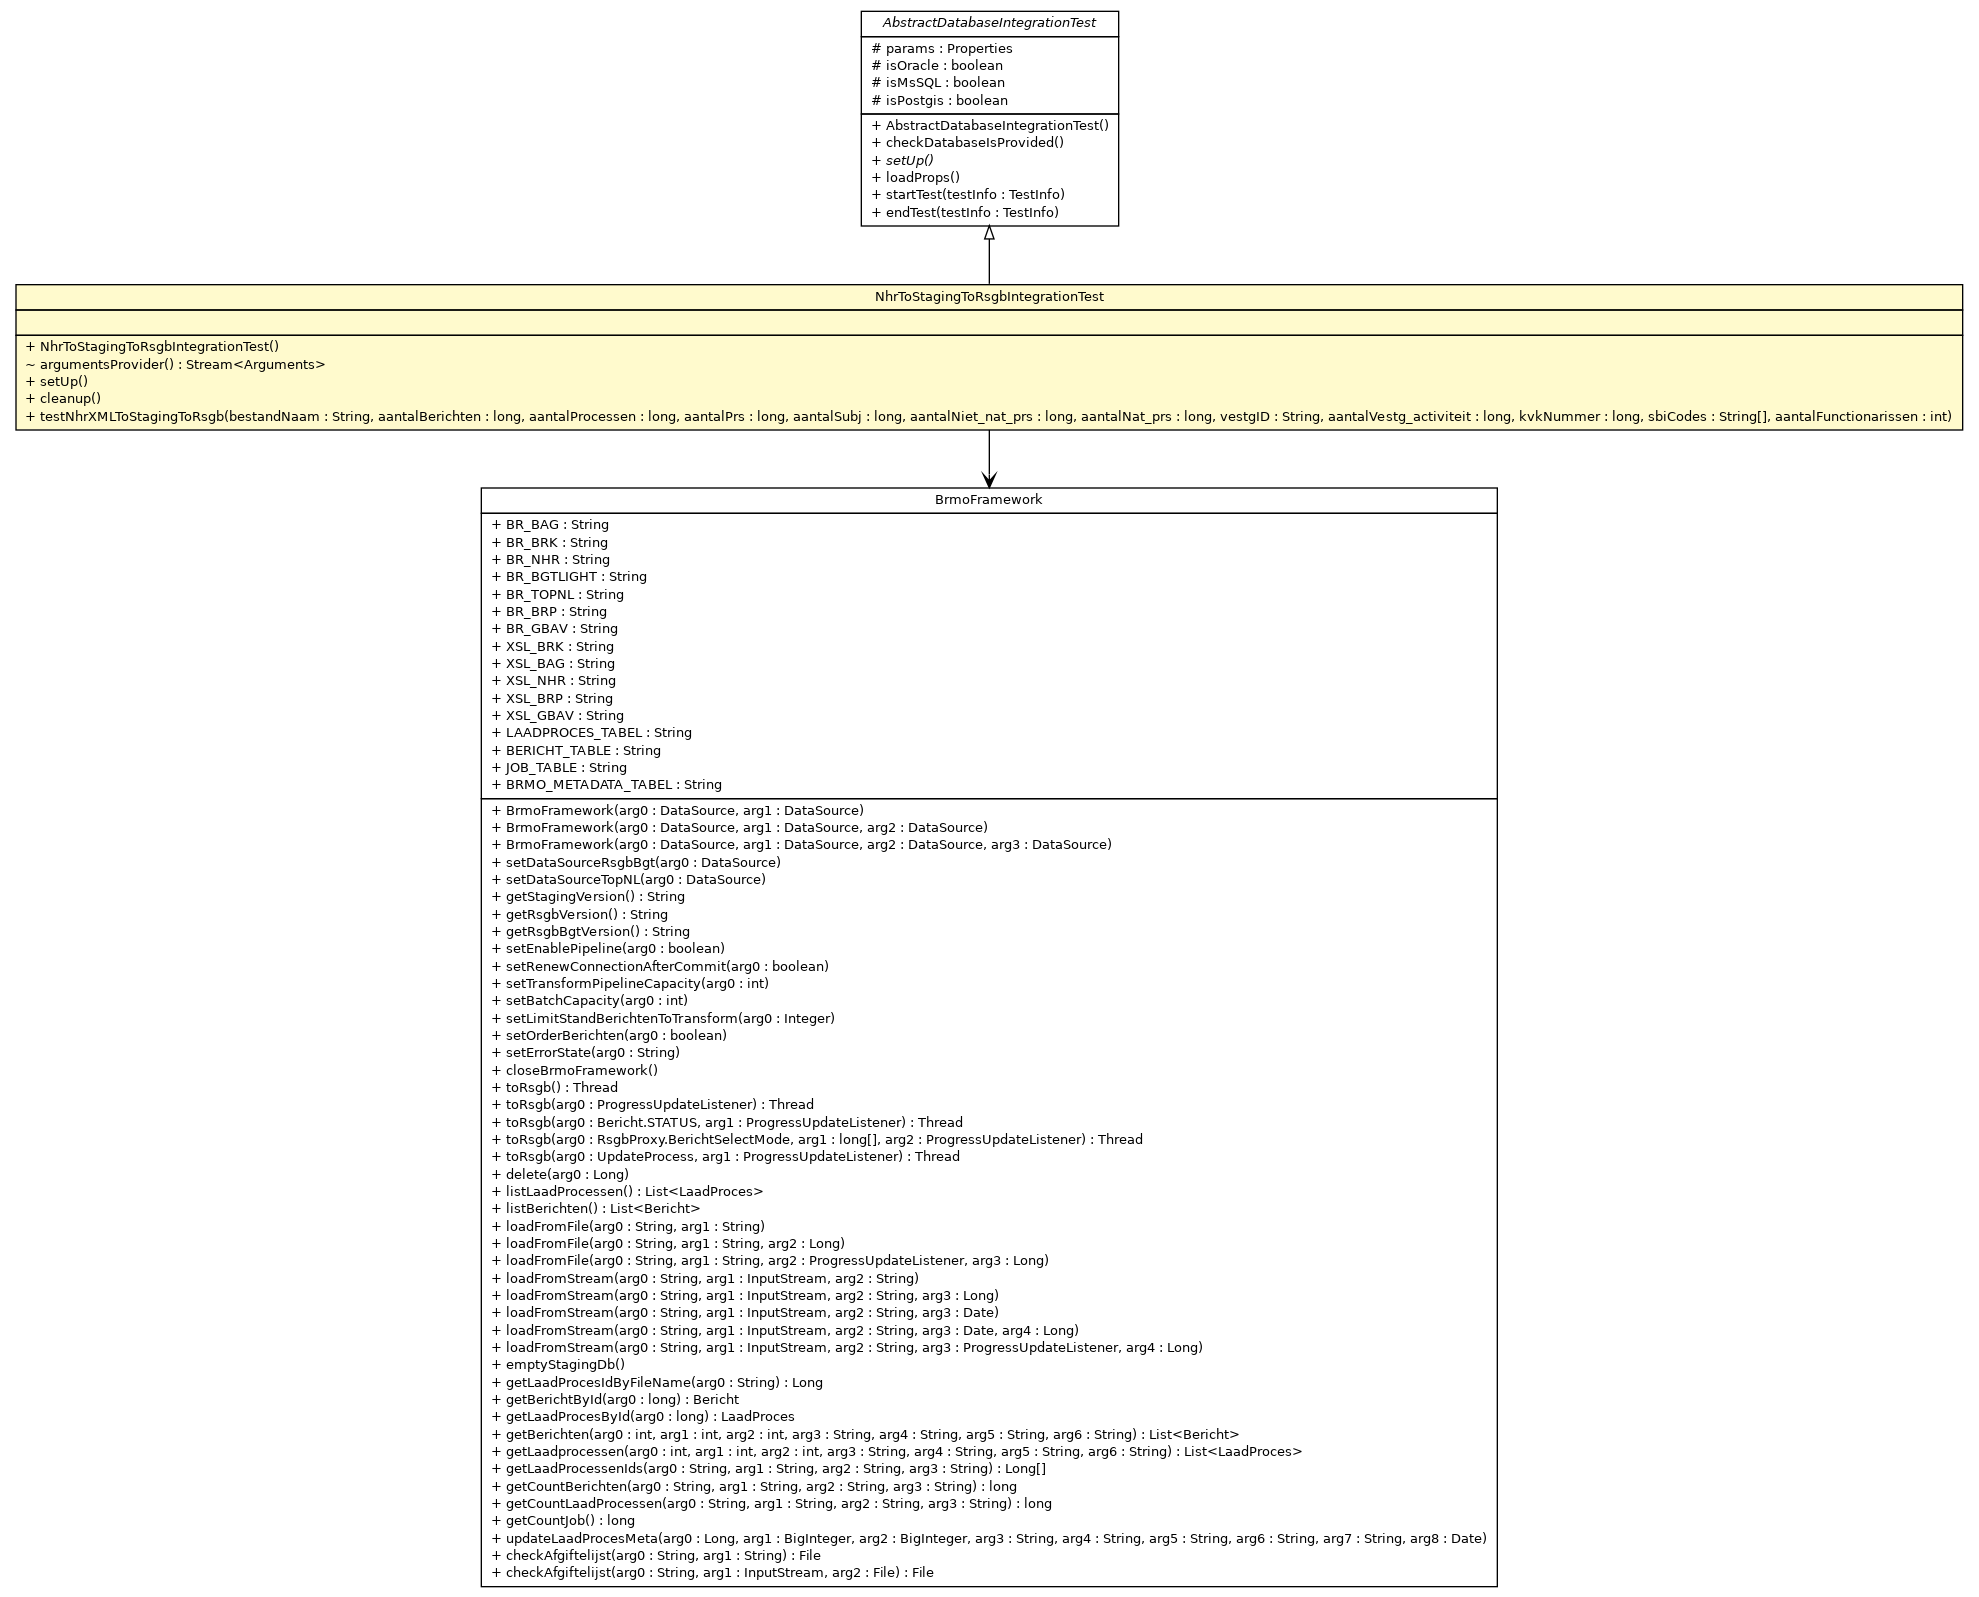 AbstractDatabaseIntegrationTest
# params : Properties
# isOracle : boolean
# isMsSQL : boolean
# isPostgis : boolean
+ AbstractDatabaseIntegrationTest()
+ checkDatabaseIsProvided()
+ setUp()
+ loadProps()
+ startTest(testInfo : TestInfo)
+ endTest(testInfo : TestInfo)
NhrToStagingToRsgbIntegrationTest
+ NhrToStagingToRsgbIntegrationTest()
~ argumentsProvider() : Stream<Arguments>
+ setUp()
+ cleanup()
+ testNhrXMLToStagingToRsgb(bestandNaam : String, aantalBerichten : long, aantalProcessen : long, aantalPrs : long, aantalSubj : long, aantalNiet_nat_prs : long, aantalNat_prs : long, vestgID : String, aantalVestg_activiteit : long, kvkNummer : long, sbiCodes : String[], aantalFunctionarissen : int)
BrmoFramework
+ BR_BAG : String
+ BR_BRK : String
+ BR_NHR : String
+ BR_BGTLIGHT : String
+ BR_TOPNL : String
+ BR_BRP : String
+ BR_GBAV : String
+ XSL_BRK : String
+ XSL_BAG : String
+ XSL_NHR : String
+ XSL_BRP : String
+ XSL_GBAV : String
+ LAADPROCES_TABEL : String
+ BERICHT_TABLE : String
+ JOB_TABLE : String
+ BRMO_METADATA_TABEL : String
+ BrmoFramework(arg0 : DataSource, arg1 : DataSource)
+ BrmoFramework(arg0 : DataSource, arg1 : DataSource, arg2 : DataSource)
+ BrmoFramework(arg0 : DataSource, arg1 : DataSource, arg2 : DataSource, arg3 : DataSource)
+ setDataSourceRsgbBgt(arg0 : DataSource)
+ setDataSourceTopNL(arg0 : DataSource)
+ getStagingVersion() : String
+ getRsgbVersion() : String
+ getRsgbBgtVersion() : String
+ setEnablePipeline(arg0 : boolean)
+ setRenewConnectionAfterCommit(arg0 : boolean)
+ setTransformPipelineCapacity(arg0 : int)
+ setBatchCapacity(arg0 : int)
+ setLimitStandBerichtenToTransform(arg0 : Integer)
+ setOrderBerichten(arg0 : boolean)
+ setErrorState(arg0 : String)
+ closeBrmoFramework()
+ toRsgb() : Thread
+ toRsgb(arg0 : ProgressUpdateListener) : Thread
+ toRsgb(arg0 : Bericht.STATUS, arg1 : ProgressUpdateListener) : Thread
+ toRsgb(arg0 : RsgbProxy.BerichtSelectMode, arg1 : long[], arg2 : ProgressUpdateListener) : Thread
+ toRsgb(arg0 : UpdateProcess, arg1 : ProgressUpdateListener) : Thread
+ delete(arg0 : Long)
+ listLaadProcessen() : List<LaadProces>
+ listBerichten() : List<Bericht>
+ loadFromFile(arg0 : String, arg1 : String)
+ loadFromFile(arg0 : String, arg1 : String, arg2 : Long)
+ loadFromFile(arg0 : String, arg1 : String, arg2 : ProgressUpdateListener, arg3 : Long)
+ loadFromStream(arg0 : String, arg1 : InputStream, arg2 : String)
+ loadFromStream(arg0 : String, arg1 : InputStream, arg2 : String, arg3 : Long)
+ loadFromStream(arg0 : String, arg1 : InputStream, arg2 : String, arg3 : Date)
+ loadFromStream(arg0 : String, arg1 : InputStream, arg2 : String, arg3 : Date, arg4 : Long)
+ loadFromStream(arg0 : String, arg1 : InputStream, arg2 : String, arg3 : ProgressUpdateListener, arg4 : Long)
+ emptyStagingDb()
+ getLaadProcesIdByFileName(arg0 : String) : Long
+ getBerichtById(arg0 : long) : Bericht
+ getLaadProcesById(arg0 : long) : LaadProces
+ getBerichten(arg0 : int, arg1 : int, arg2 : int, arg3 : String, arg4 : String, arg5 : String, arg6 : String) : List<Bericht>
+ getLaadprocessen(arg0 : int, arg1 : int, arg2 : int, arg3 : String, arg4 : String, arg5 : String, arg6 : String) : List<LaadProces>
+ getLaadProcessenIds(arg0 : String, arg1 : String, arg2 : String, arg3 : String) : Long[]
+ getCountBerichten(arg0 : String, arg1 : String, arg2 : String, arg3 : String) : long
+ getCountLaadProcessen(arg0 : String, arg1 : String, arg2 : String, arg3 : String) : long
+ getCountJob() : long
+ updateLaadProcesMeta(arg0 : Long, arg1 : BigInteger, arg2 : BigInteger, arg3 : String, arg4 : String, arg5 : String, arg6 : String, arg7 : String, arg8 : Date)
+ checkAfgiftelijst(arg0 : String, arg1 : String) : File
+ checkAfgiftelijst(arg0 : String, arg1 : InputStream, arg2 : File) : File